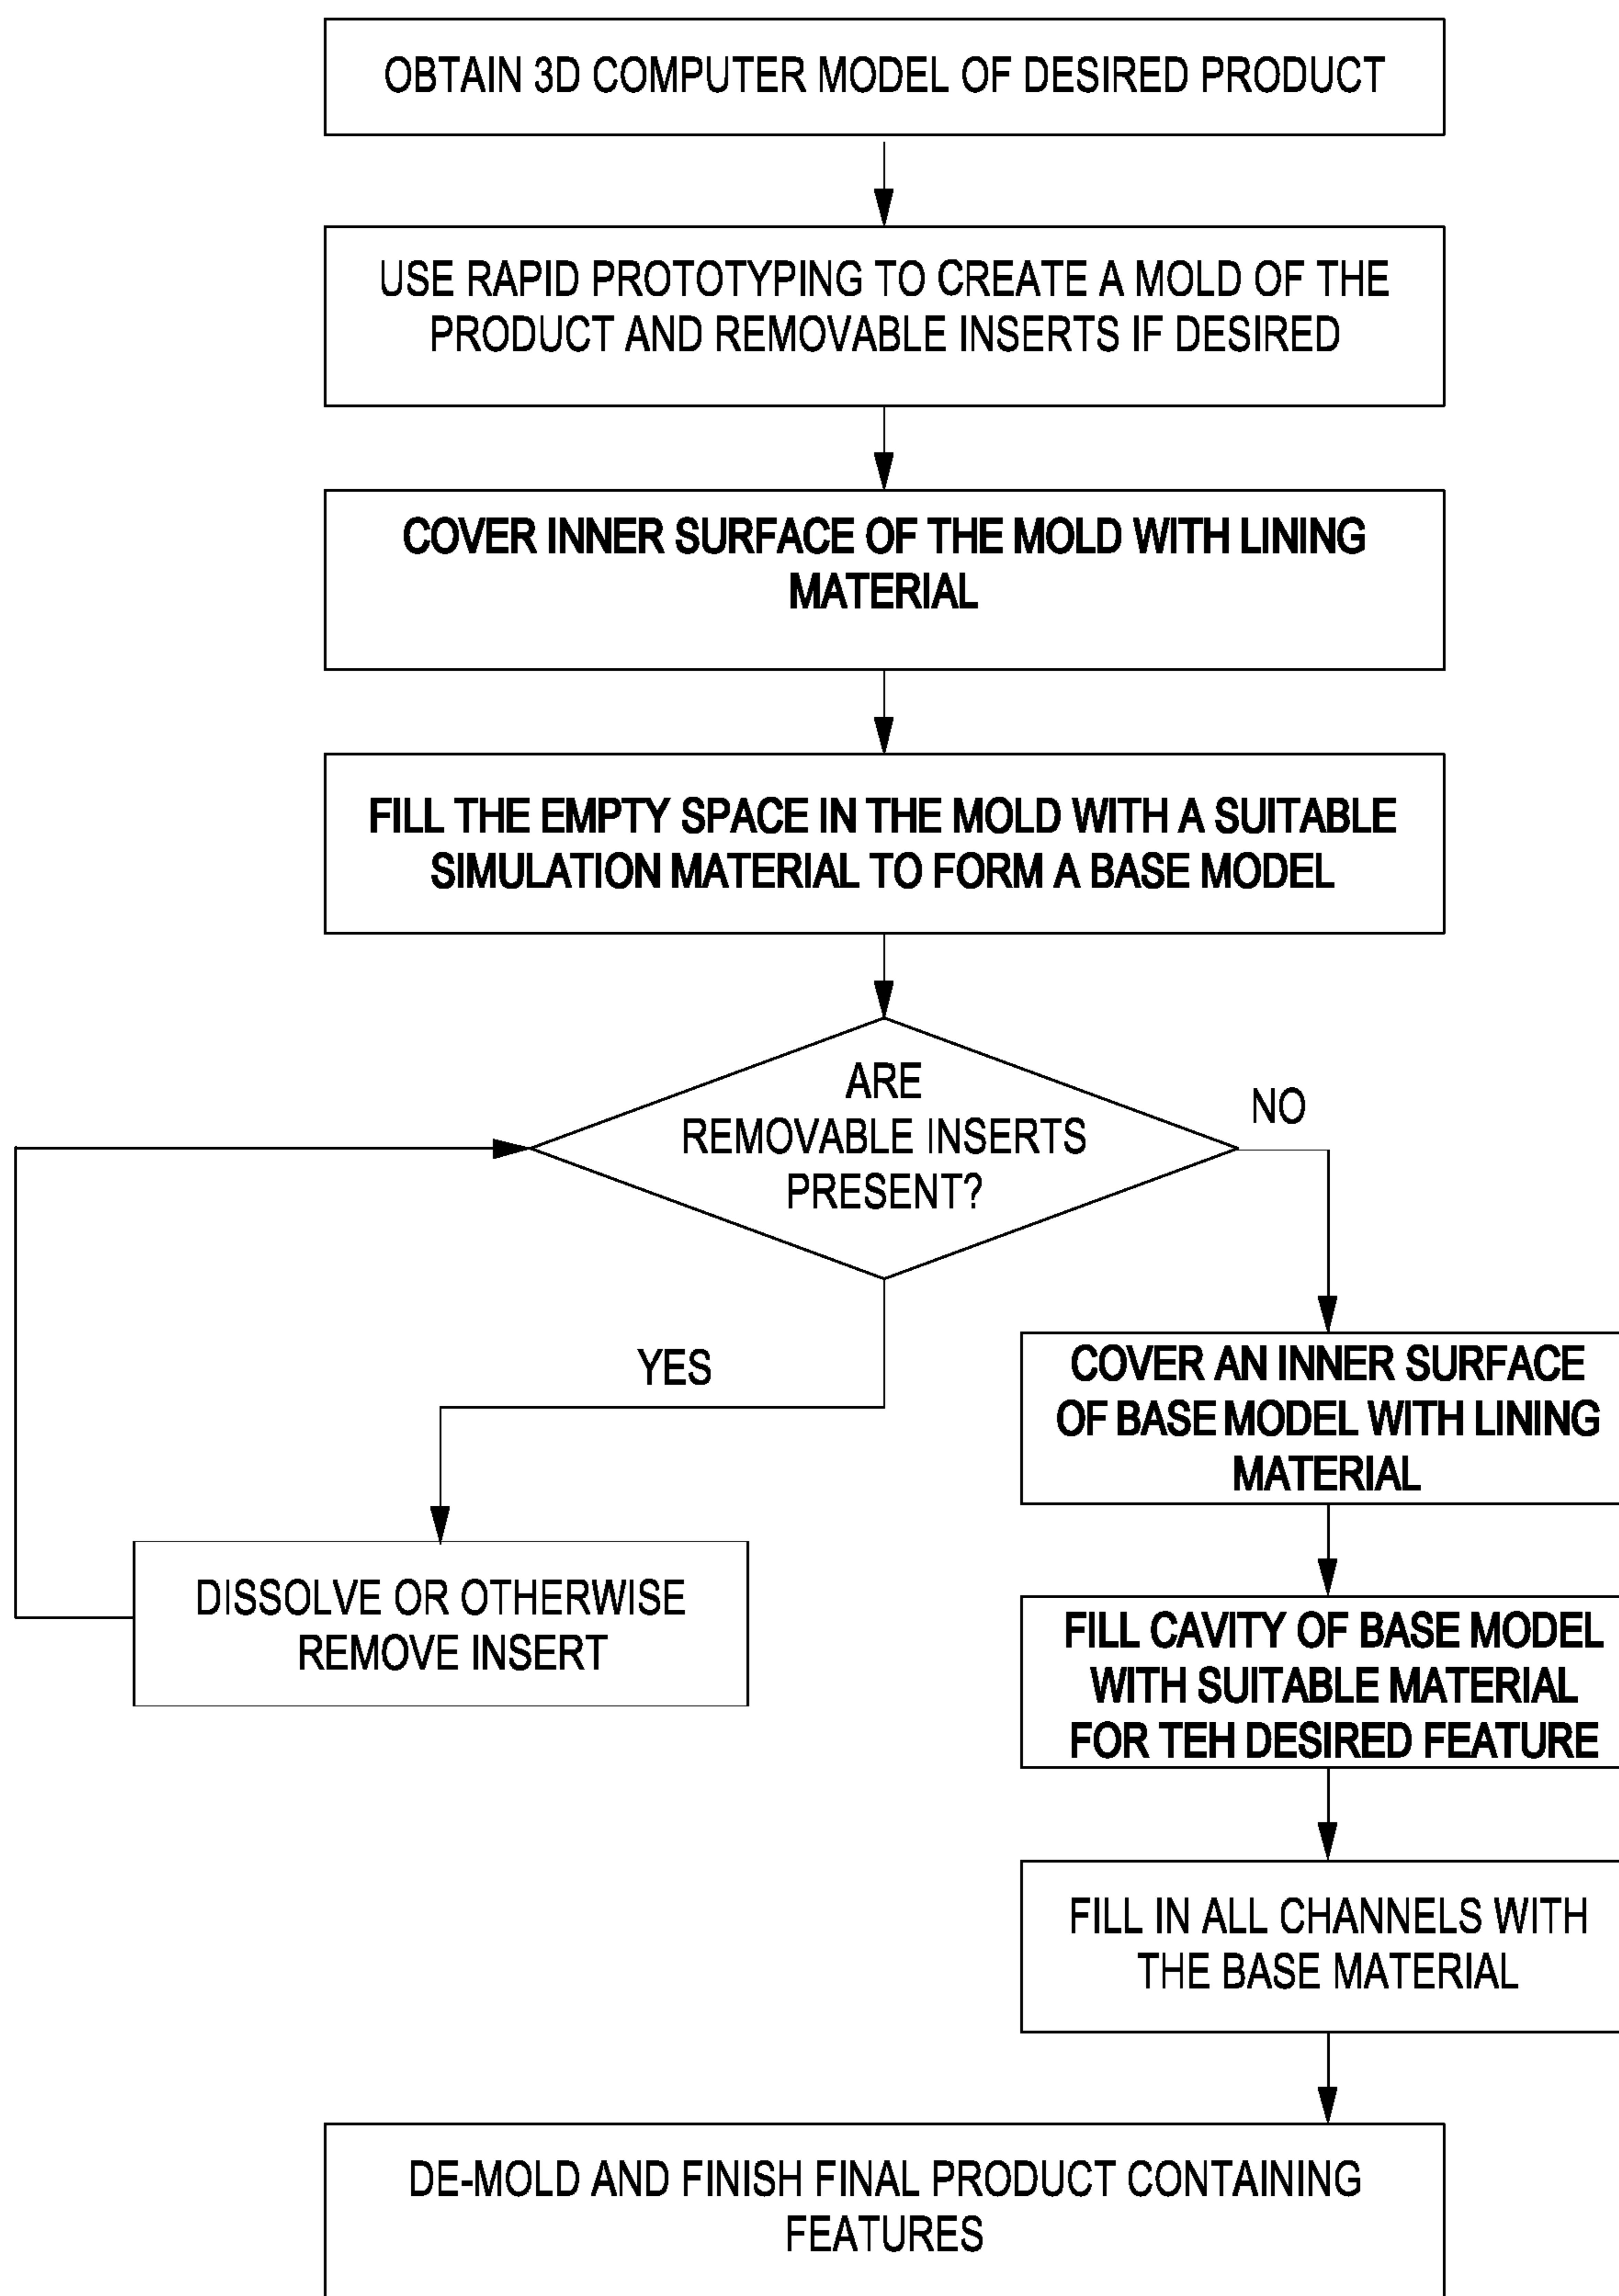 OBTAIN 3D COMPUTER MODEL OF DESIRED PRODUCT
USE RAPID PROTOTYPING TO CREATE A MOLD OF THE
PRODUCT AND REMOVABLE INSERTS IF DESIRED
COVER INNER SURFACE OF THE MOLD WITH LINING
MATERIAL
FILL THE EMPTY SPACE IN THE MOLD WITH A SUITABLE
SIMULATION MATERIAL TO FORM A BASE MODEL
ARE
REMOVABLE INSERTS
PRESENT?
NO
YES
DISSOLVE OR OTHERWISE
REMOVE INSERT
COVER AN INNER SURFACE
OF BASE MODEL WITH LINING
MATERIAL
FILL CAVITY OF BASE MODEL
WITH SUITABLE MATERIAL
FOR TEH DESIRED FEATURE
FILL IN ALL CHANNELS WITH
THE BASE MATERIAL
DE-MOLD AND FINISH FINAL PRODUCT CONTAINING
FEATURES